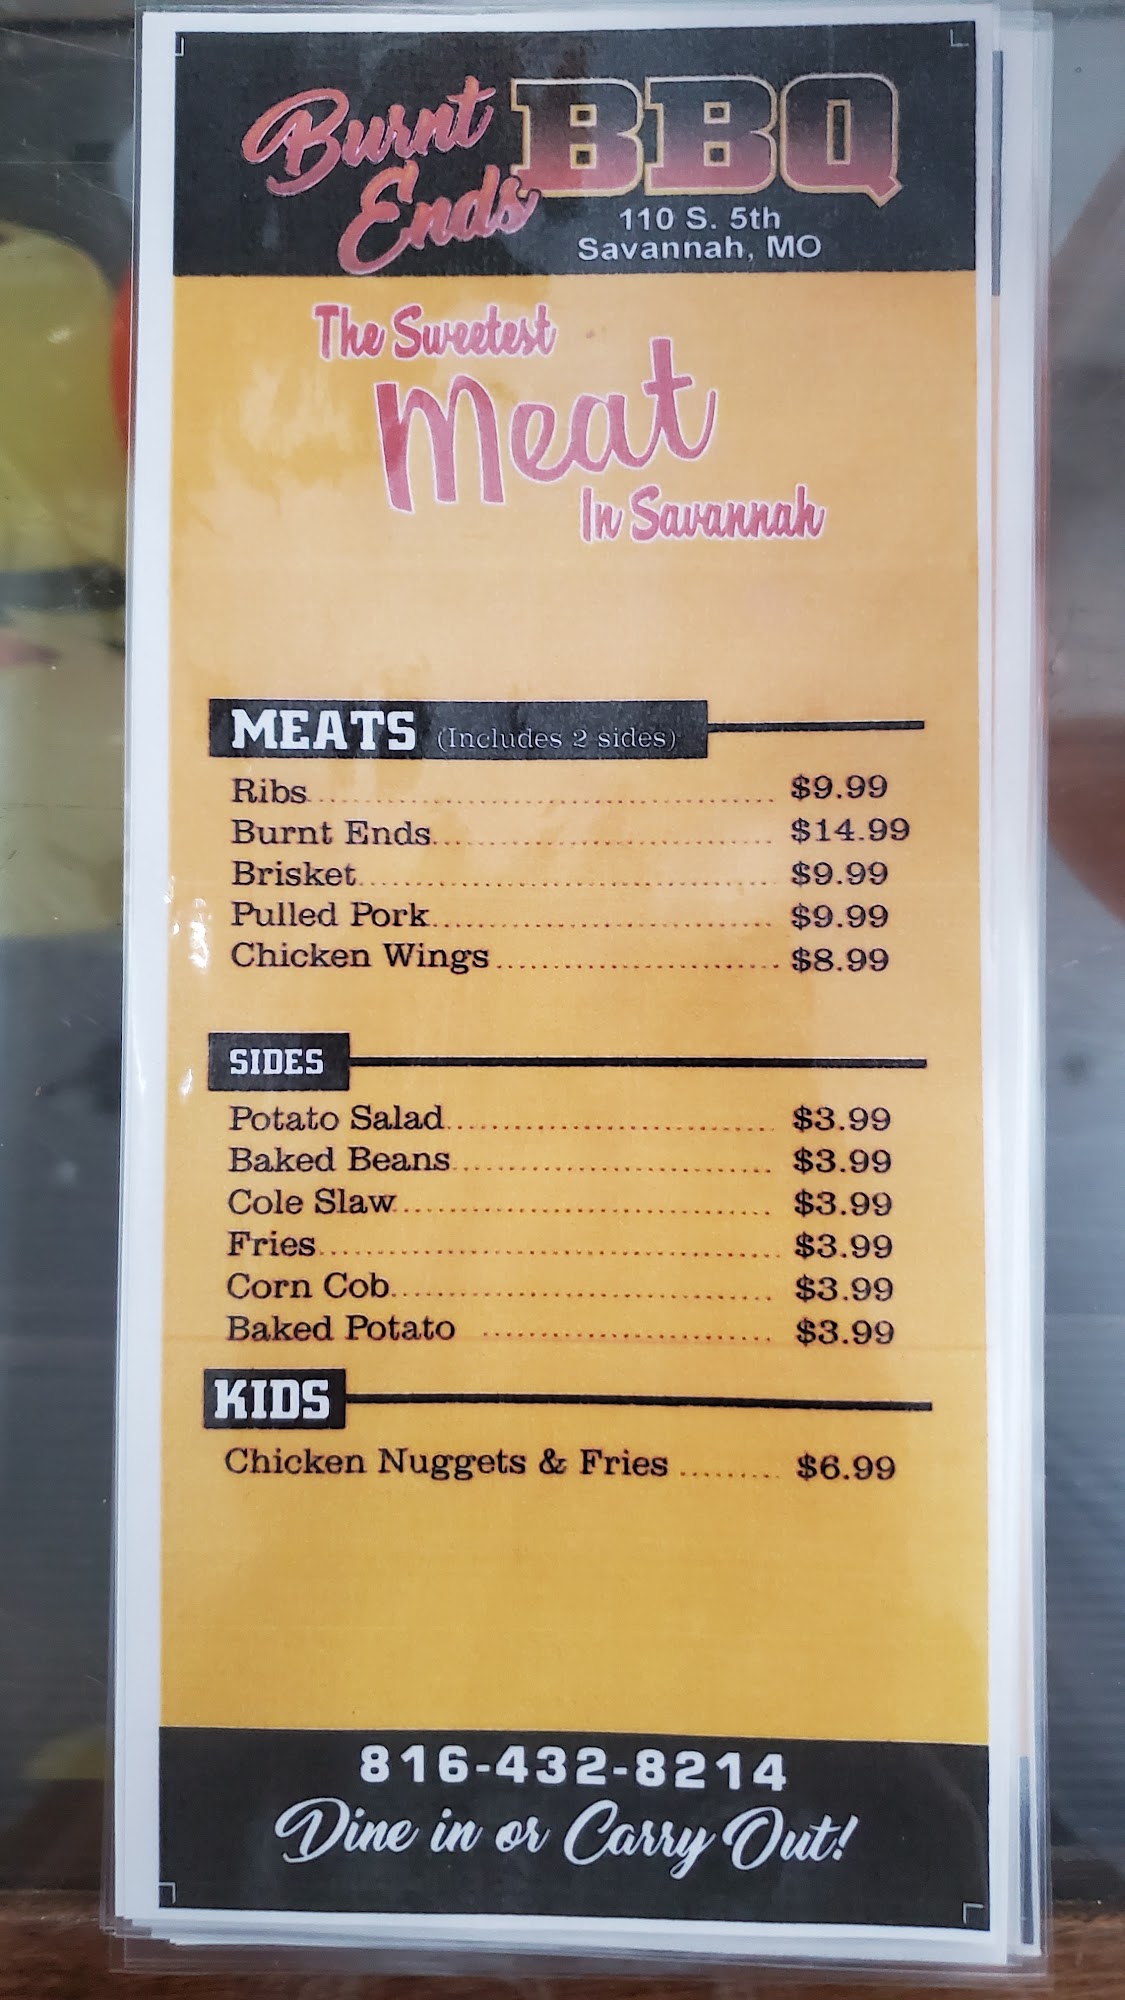 Burnt Ends BBQ
110 S. 5th
Savannah, MO
The Sweetest
Meat
In Savannah
MEATS (Includes 2 sides)
Ribs $9.99
Burnt Ends $14.99
Brisket $9.99
Pulled Pork $9.99
Chicken Wings $8.99
SIDES
Potato Salad $3.99
Baked Beans $3.99
Cole Slaw $3.99
Fries $3.99
Corn Cob $3.99
Baked Potato $3.99
KIDS
Chicken Nuggets & Fries $6.99
816-432-8214
Dine in or Carry Out!